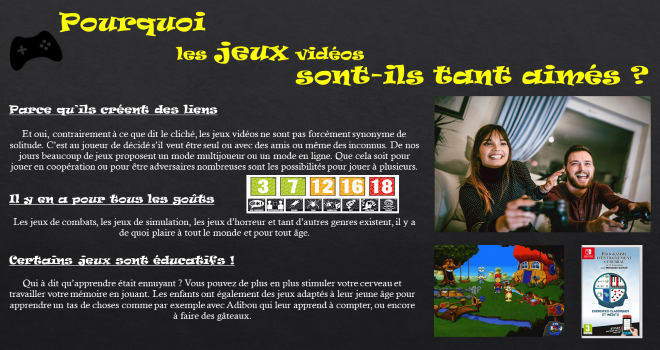 Pourquoi
les jeux vidéos
sont-ils tant aimés ?
Parce qu'ils créent des liens
Et oui, contrairement à ce que dit le cliché, les jeux vidéos ne sont pas forcément synonyme de
solitude. C'est au joueur de décidé s'il veut être seul ou avec des amis ou même des inconnus. De nos
jours beaucoup de jeux proposent un mode multijoueur ou un mode en ligne. Que cela soit pour
jouer en coopération ou pour être adversaires nombreuses sont les possibilités pour jouer à plusieurs.
3 7 12 16 18
Il y en a pour tous les goûts
Les jeux de combats, les jeux de simulation, les jeux d'horreur et tant d'autres genres existent, il y a
de quoi plaire à tout le monde et pour tout âge.
Certains jeux sont éducatifs !
Qui à dit qu'apprendre était ennuyant ? Vous pouvez de plus en plus stimuler votre cerveau et
travailler votre mémoire en jouant. Les enfants ont également des jeux adaptés à leur jeune âge pour
apprendre un tas de choses comme par exemple avec Adibou qui leur apprend à compter, ou encore
à faire des gâteaux.
PROGRAMME
D'ENTRAÎNEMENT
CÉRÉBRAL
EXERCICES CLASSIQUES
ET INÉDITS